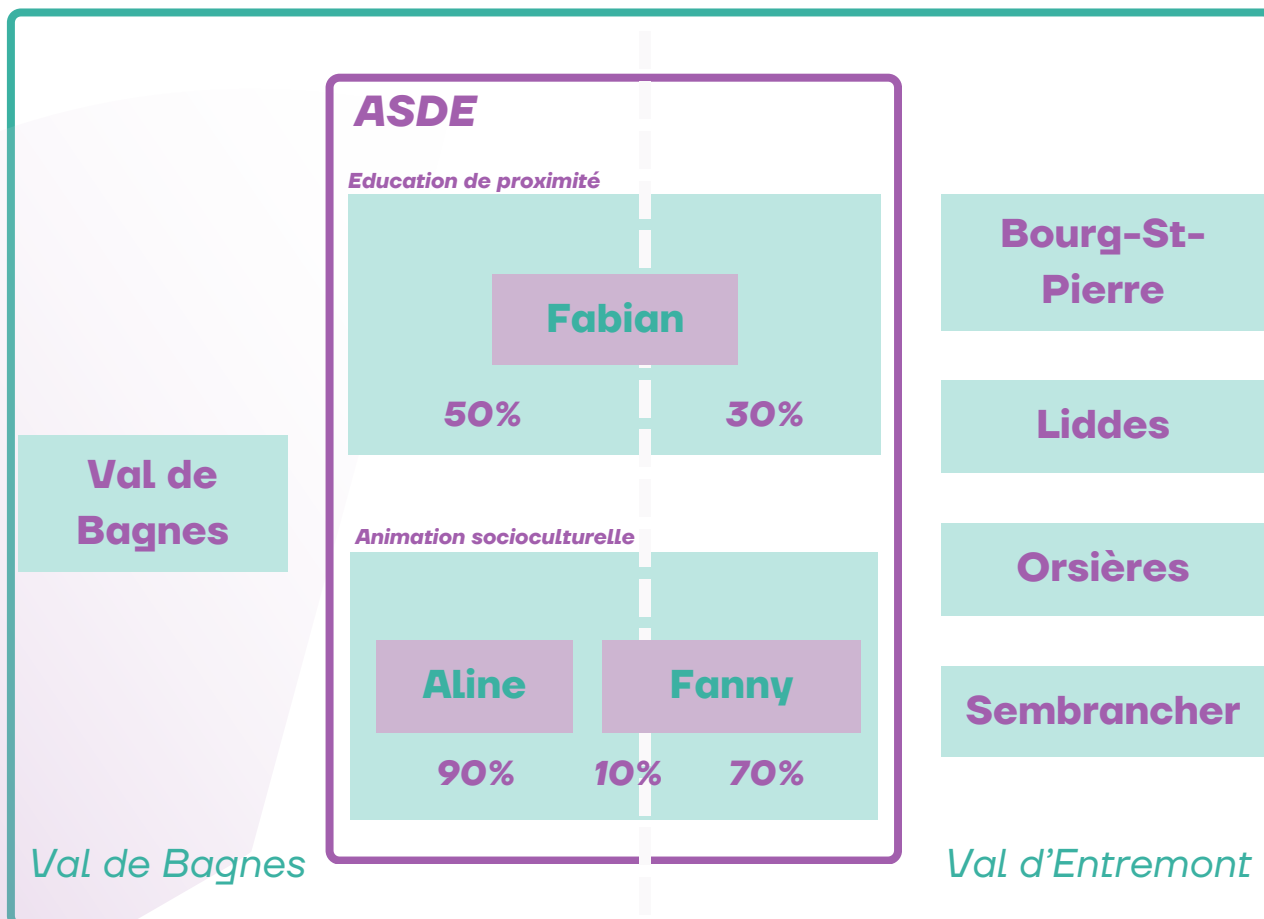 ASDE
Education de proximité
Fabian
50%
30%
Animation socioculturelle
Aline
Fanny
90%
10%
70%
Val de
Bagnes
Val de Bagnes
Bourg-St-
Pierre
Liddes
Orsières
Sembrancher
Val d'Entremont